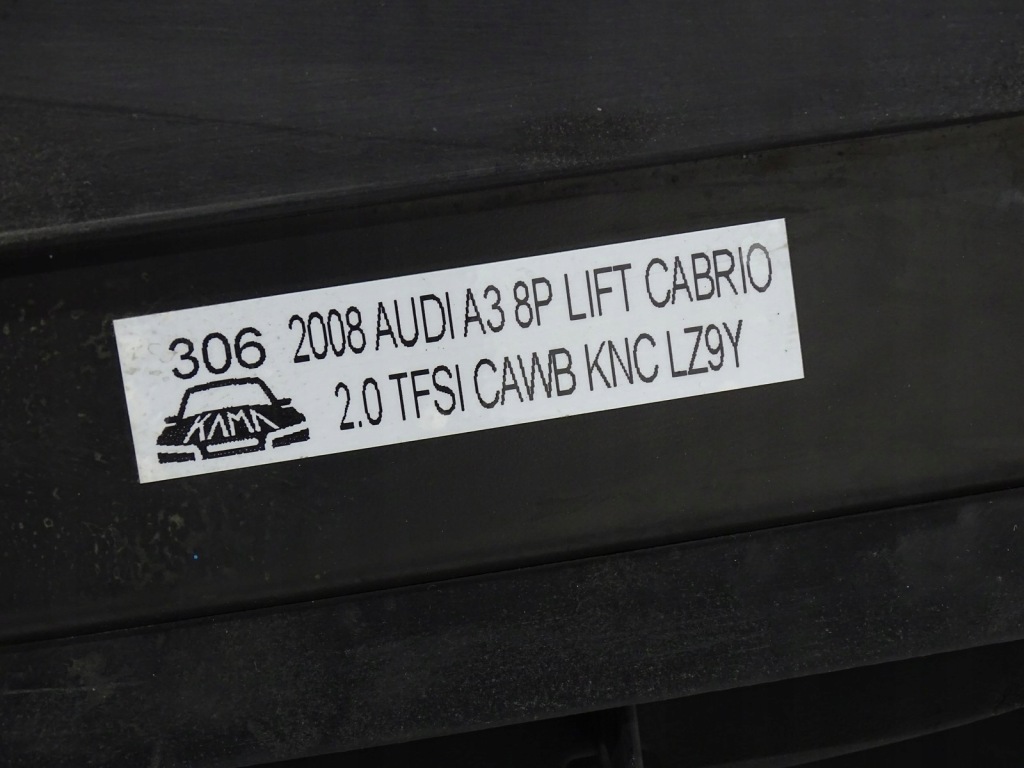 306 2008 AUDI A3 8P LIFT CABRIO
KAMA 2.0 TFSI CAWB KNC LZ9Y